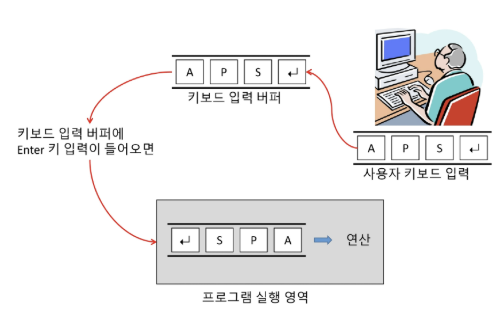 A P S ↵
키보드 입력 버퍼
키보드 입력 버퍼에
Enter 키 입력이 들어오면
A P S ↵
사용자 키보드 입력
↵ S P A 연산
프로그램 실행 영역